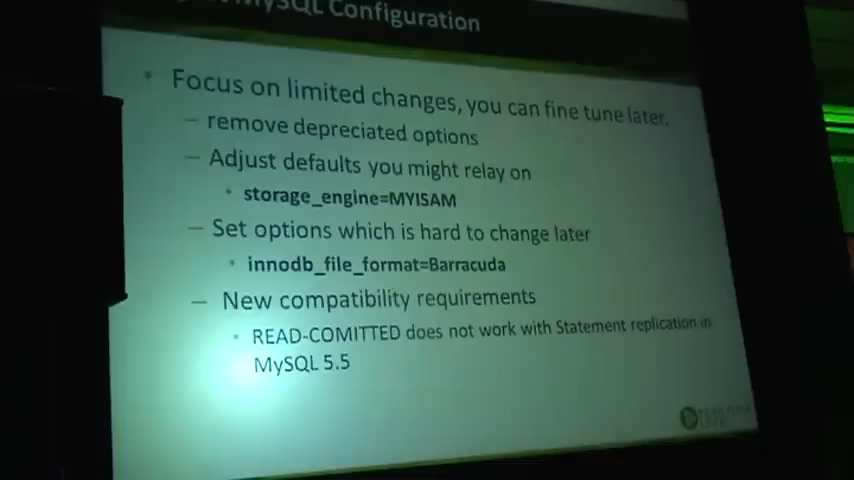 MySQL Configuration
• Focus on limited changes, you can fine tune later.
– remove depreciated options
– Adjust defaults you might relay on
• storage_engine=MYISAM
– Set options which is hard to change later
• innodb_file_format=Barracuda
– New compatibility requirements
• READ-COMITTED does not work with Statement replication in
MySQL 5.5